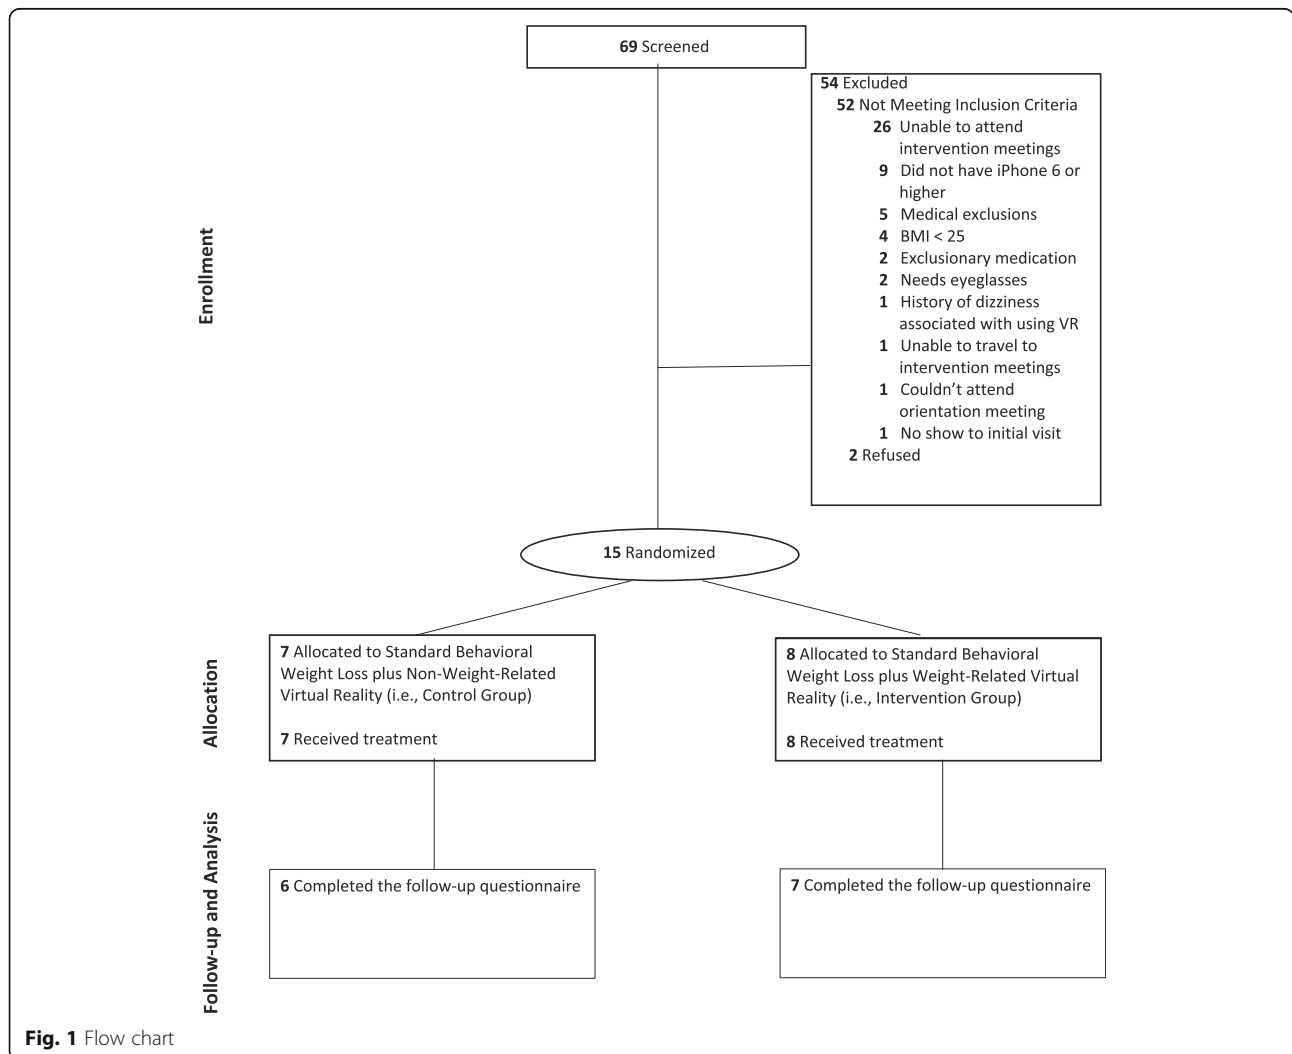 69 Screened
54 Excluded
52 Not Meeting Inclusion Criteria
26 Unable to attend
intervention meetings
9 Did not have iPhone 6 or
higher
5 Medical exclusions
4 BMI < 25
2 Exclusionary medication
2 Needs eyeglasses
1 History of dizziness
associated with using VR
1 Unable to travel to
intervention meetings
1 Couldn’t attend
orientation meeting
1 No show to initial visit
2 Refused
Enrollment
15 Randomized
Allocation
7 Allocated to Standard Behavioral
Weight Loss plus Non-Weight-Related
Virtual Reality (i.e., Control Group)
7 Received treatment
8 Allocated to Standard Behavioral
Weight Loss plus Weight-Related Virtual
Reality (i.e., Intervention Group)
8 Received treatment
Follow-up and Analysis
6 Completed the follow-up questionnaire
7 Completed the follow-up questionnaire
Fig. 1 Flow chart